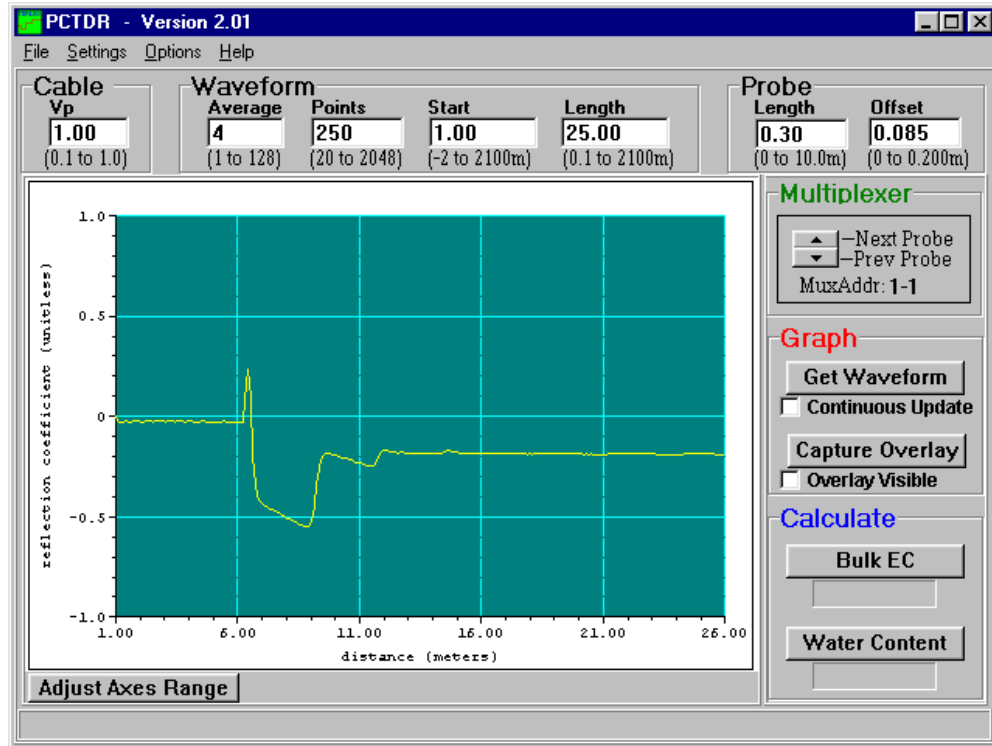 PCTDR - Version 2.01
File Settings Options Help
Cable
Vp
1.00
(0.1 to 1.0)
Waveform
Average Points Start Length
4 250 1.00 25.00
(1 to 128) (20 to 2048) (-2 to 2100m) (0.1 to 2100m)
Probe
Length Offset
0.30 0.085
(0 to 10.0m) (0 to 0.200m)
reflection coefficient (unitless)
1.0
0.5
0
-0.5
-1.0
1.00 6.00 11.00 16.00 21.00 26.00
distance (meters)
Adjust Axes Range
Multiplexer
Next Probe
Prev Probe
MuxAddr: 1-1
Graph
Get Waveform
Continuous Update
Capture Overlay
Overlay Visible
Calculate
Bulk EC
Water Content